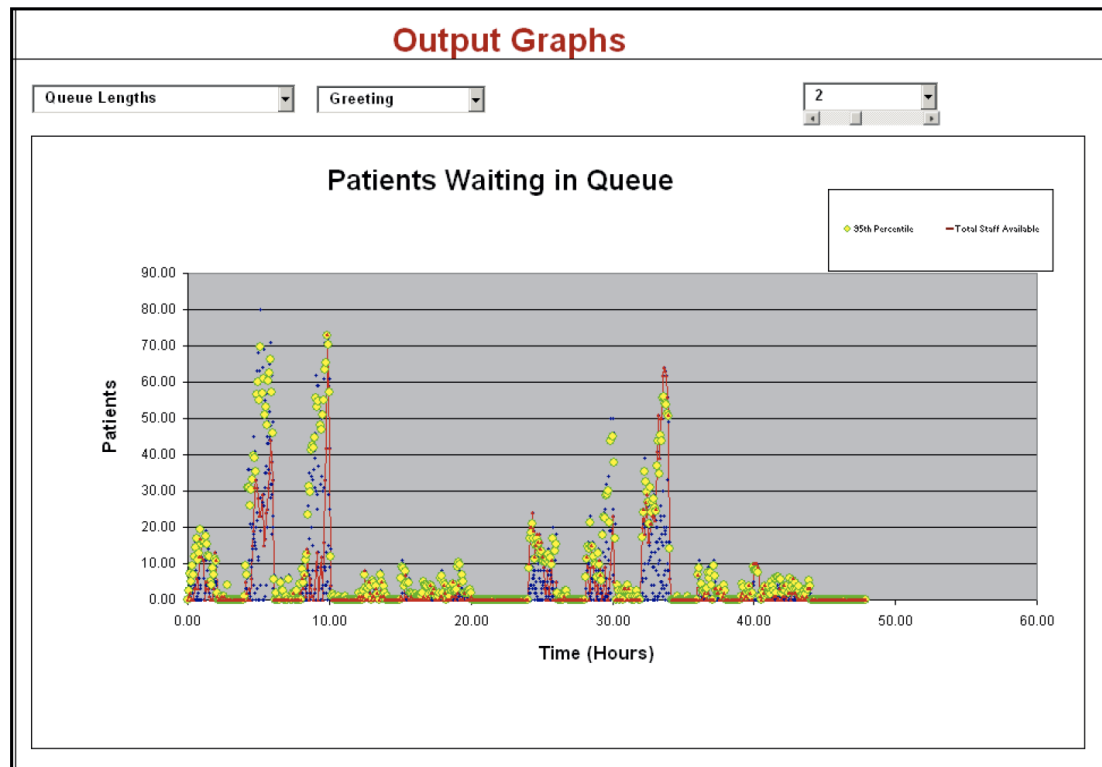 Output Graphs
Queue Lengths
Greeting
2
Patients Waiting in Queue
95th Percentile
Total Staff Available
90.00
80.00
70.00
60.00
50.00
40.00
30.00
20.00
10.00
0.00
Patients
0.00 10.00 20.00 30.00 40.00 50.00 60.00
Time (Hours)